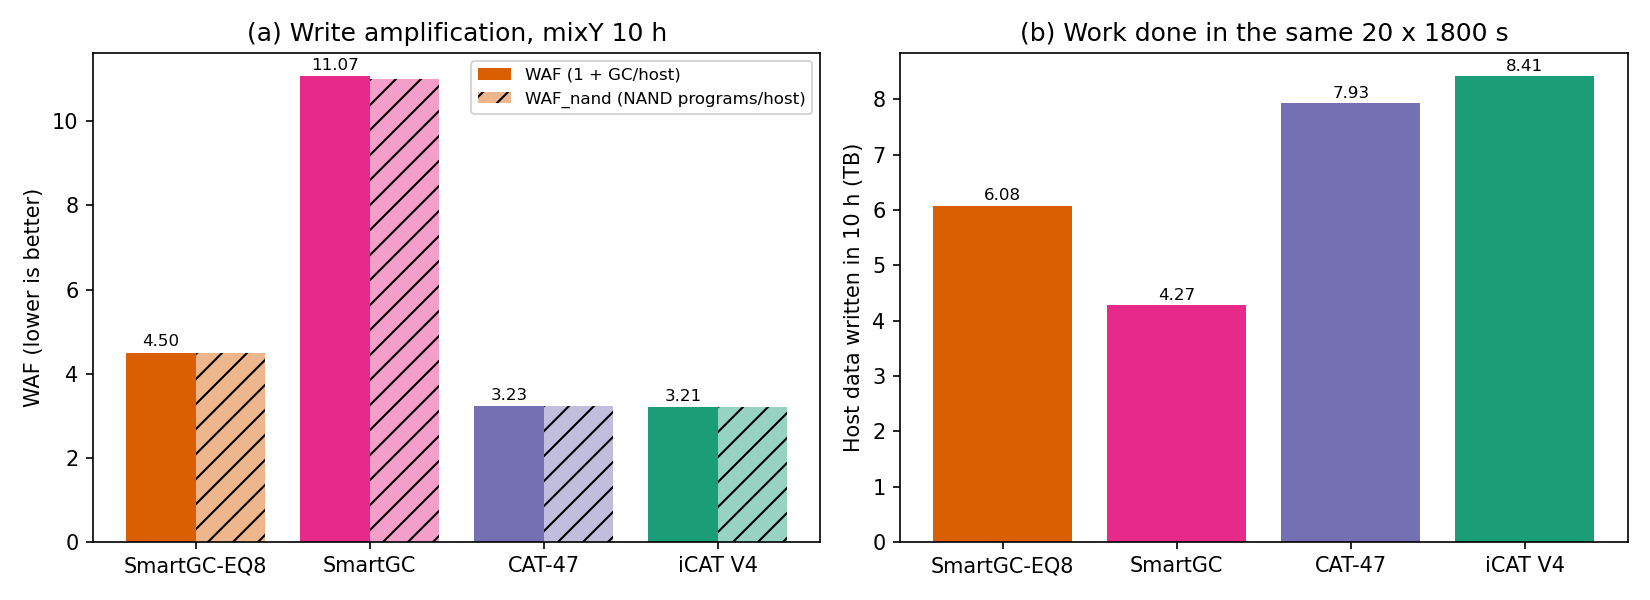 (a) Write amplification, mixY 10 h
WAF (lower is better)
0
2
4
6
8
10
4.50
11.07
3.23
3.21
WAF (1 + GC/host)
WAF_nand (NAND programs/host)
SmartGC-EQ8
SmartGC
CAT-47
iCAT V4
(b) Work done in the same 20 x 1800 s
Host data written in 10 h (TB)
0
1
2
3
4
5
6
7
8
6.08
4.27
7.93
8.41
SmartGC-EQ8
SmartGC
CAT-47
iCAT V4